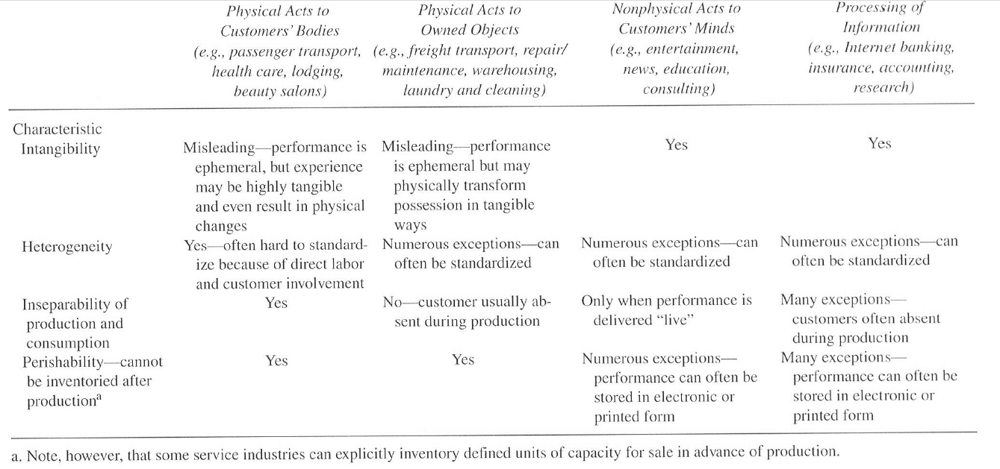 Physical Acts to Customers' Bodies (e.g., passenger transport, health care, lodging, beauty salons)
Physical Acts to Owned Objects (e.g., freight transport, repair/ maintenance, warehousing, laundry and cleaning)
Nonphysical Acts to Customers' Minds (e.g., entertainment, news, education, consulting)
Processing of Information (e.g., Internet banking, insurance, accounting, research)
Characteristic
Intangibility
Misleading—performance is
ephemeral, but experience
may be highly tangible
and even result in physical
changes
Misleading—performance
is ephemeral but may
physically transform
possession in tangible
ways
Yes
Yes
Heterogeneity
Yes—often hard to standard-
ize because of direct labor
and customer involvement
Numerous exceptions—can
often be standardized
Numerous exceptions—can
often be standardized
Numerous exceptions—can
often be standardized
Inseparability of
production and
consumption
Yes
No—customer usually ab-
sent during production
Only when performance is
delivered “live”
Many exceptions—
customers often absent
during production
Perishability—cannot
be inventoried after
productionᵃ
Yes
Yes
Numerous exceptions—
performance can often be
stored in electronic or
printed form
Many exceptions—
performance can often be
stored in electronic or
printed form
a. Note, however, that some service industries can explicitly inventory defined units of capacity for sale in advance of production.